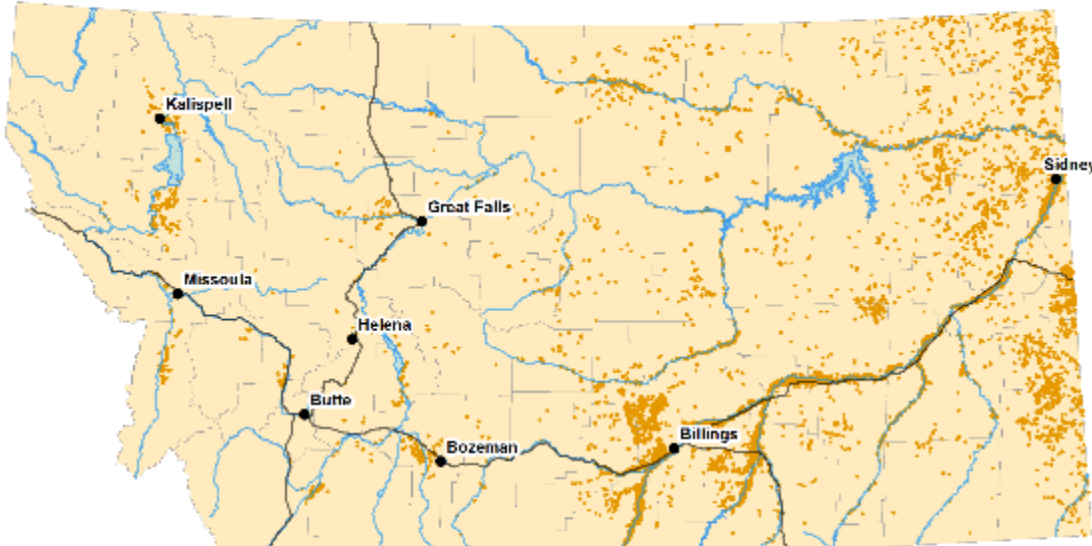 Kalispell
Sidney
Great Falls
Missoula
Helena
Butte
Billings
Bozeman